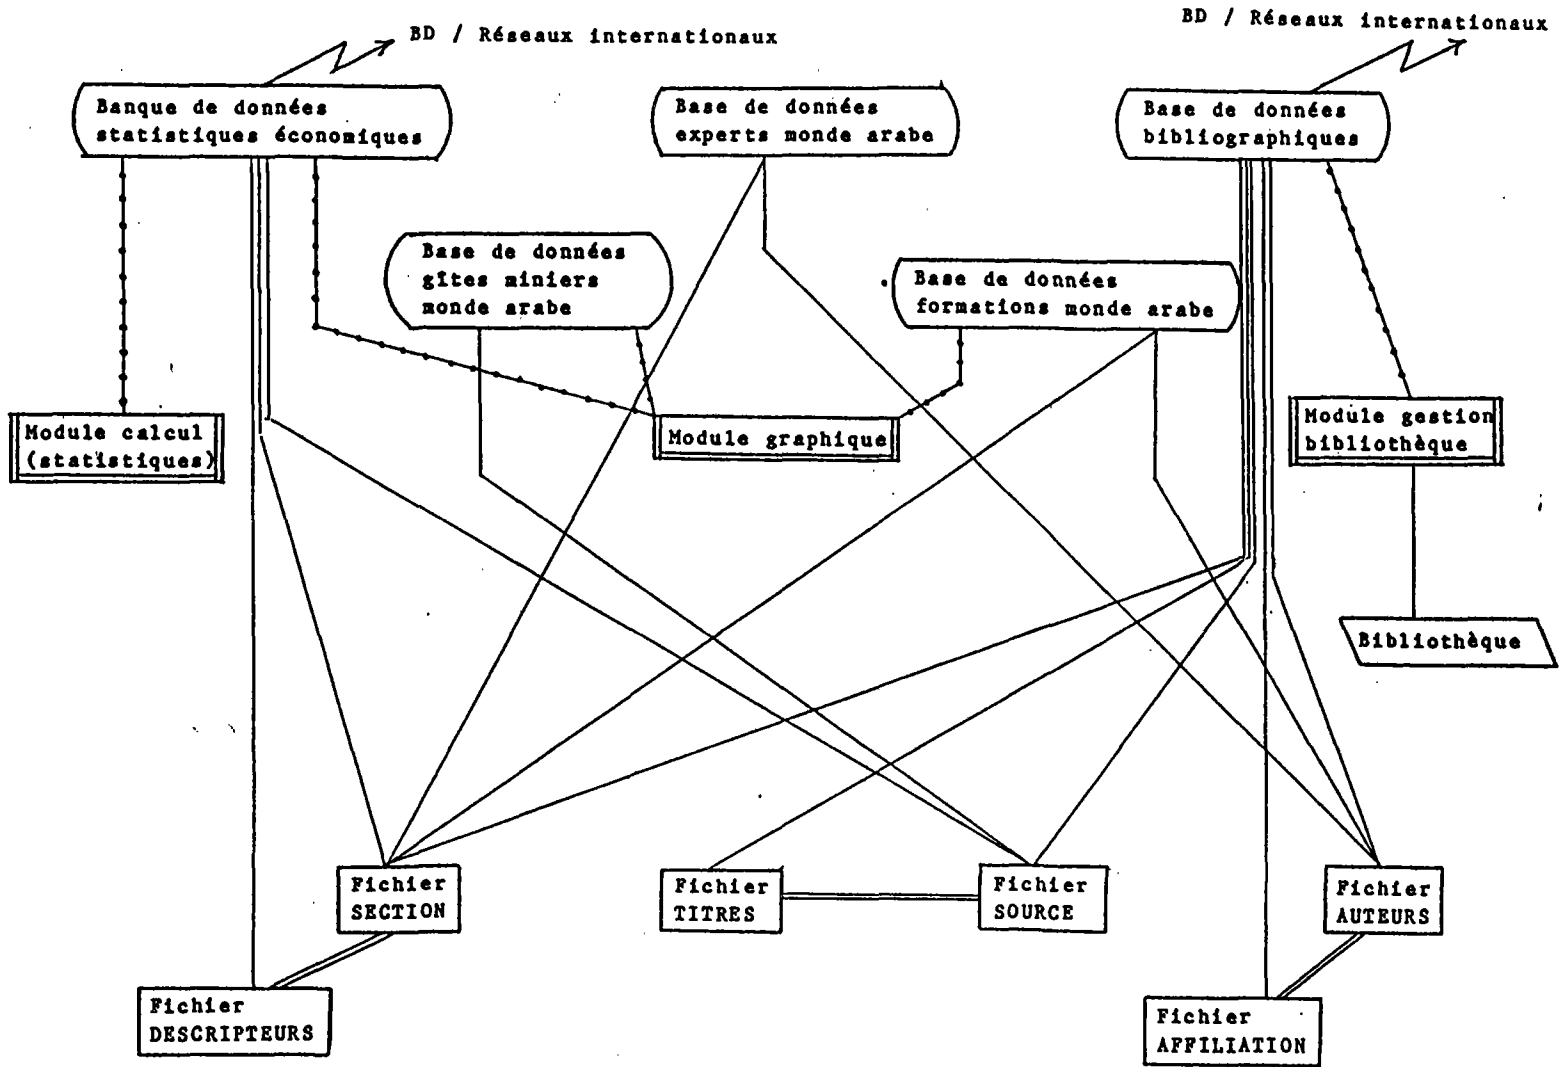 BD / Réseaux internationaux
BD / Réseaux internationaux
Banque de données
statistiques économiques
Base de données
experts monde arabe
Base de données
bibliographiques
Base de données
gîtes miniers
monde arabe
Base de données
formations monde arabe
Module calcul
(statistiques)
Module graphique
Module gestion
bibliothèque
Bibliothèque
Fichier
SECTION
Fichier
TITRES
Fichier
SOURCE
Fichier
AUTEURS
Fichier
DESCRIPTEURS
Fichier
AFFILIATION